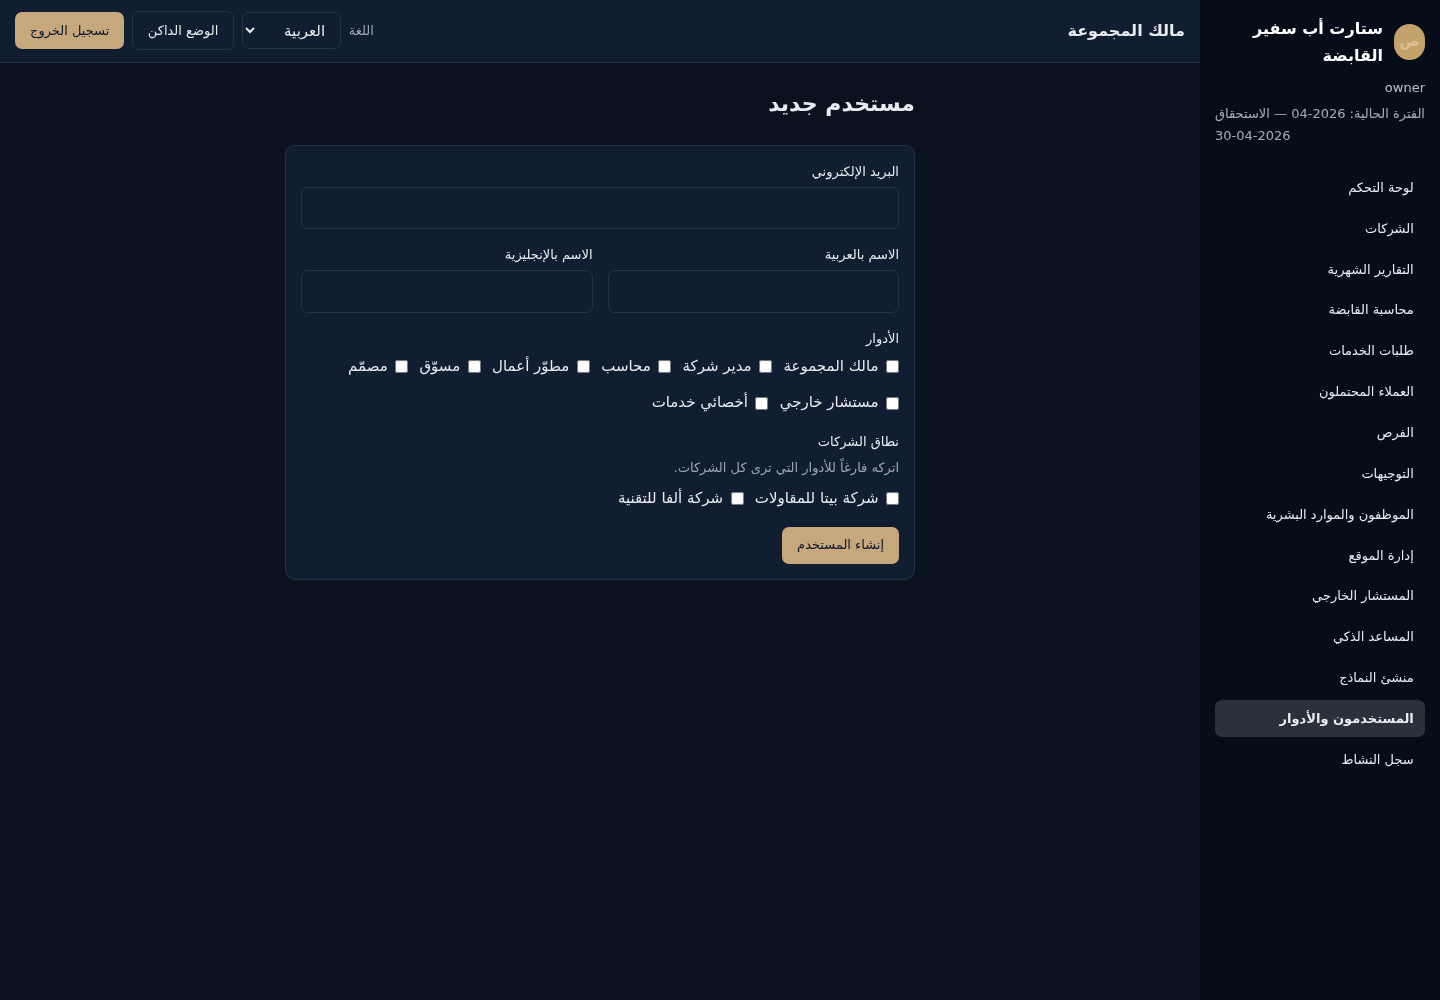 ص
ستارت أب سفير
القابضة
owner
الفترة الحالية: 2026-04 — الاستحقاق
2026-04-30
لوحة التحكم
الشركات
التقارير الشهرية
محاسبة القابضة
طلبات الخدمات
العملاء المحتملون
الفرص
التوجيهات
الموظفون والموارد البشرية
إدارة الموقع
المستشار الخارجي
المساعد الذكي
منشئ النماذج
المستخدمون والأدوار
سجل النشاط
مالك المجموعة
اللغة العربية الوضع الداكن تسجيل الخروج
مستخدم جديد
البريد الإلكتروني
الاسم بالعربية الاسم بالإنجليزية
الأدوار
مالك المجموعة مدير شركة محاسب مطوّر أعمال مسوّق مصمّم
مستشار خارجي أخصائي خدمات
نطاق الشركات
اتركه فارغاً للأدوار التي ترى كل الشركات.
شركة بيتا للمقاولات شركة ألفا للتقنية
إنشاء المستخدم